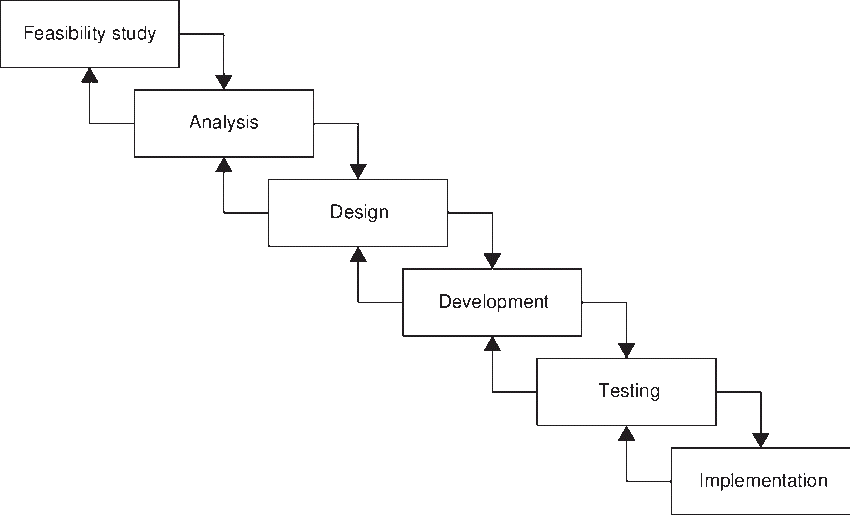 Feasibility study
Analysis
Design
Development
Testing
Implementation